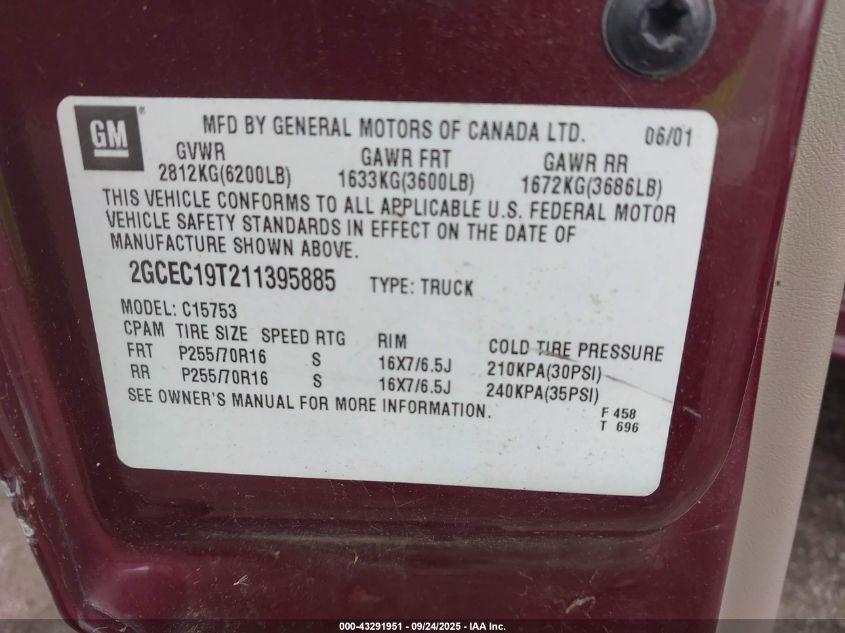 GM ®
MFD BY GENERAL MOTORS OF CANADA LTD. 06/01
GVWR GAWR FRT GAWR RR
2812KG(6200LB) 1633KG(3600LB) 1672KG(3686LB)
THIS VEHICLE CONFORMS TO ALL APPLICABLE U.S. FEDERAL MOTOR
VEHICLE SAFETY STANDARDS IN EFFECT ON THE DATE OF
MANUFACTURE SHOWN ABOVE.
2GCEC19T211395885 TYPE: TRUCK
MODEL: C15753
CPAM TIRE SIZE SPEED RTG RIM COLD TIRE PRESSURE
FRT P255/70R16 S 16X7/6.5J 210KPA(30PSI)
RR P255/70R16 S 16X7/6.5J 240KPA(35PSI)
SEE OWNER'S MANUAL FOR MORE INFORMATION.
F 458
T 696
000-43291951 - 09/24/2025 - IAA Inc.